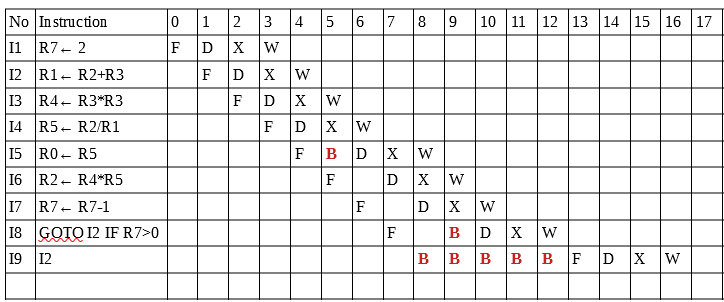 No Instruction 0 1 2 3 4 5 6 7 8 9 10 11 12 13 14 15 16 17
I1 R7← 2 F D X W
I2 R1← R2+R3 F D X W
I3 R4← R3*R3 F D X W
I4 R5← R2/R1 F D X W
I5 R0← R5 F B D X W
I6 R2← R4*R5 F D X W
I7 R7← R7-1 F D X W
I8 GOTO I2 IF R7>0 F B D X W
I9 I2 B B B B B F D X W